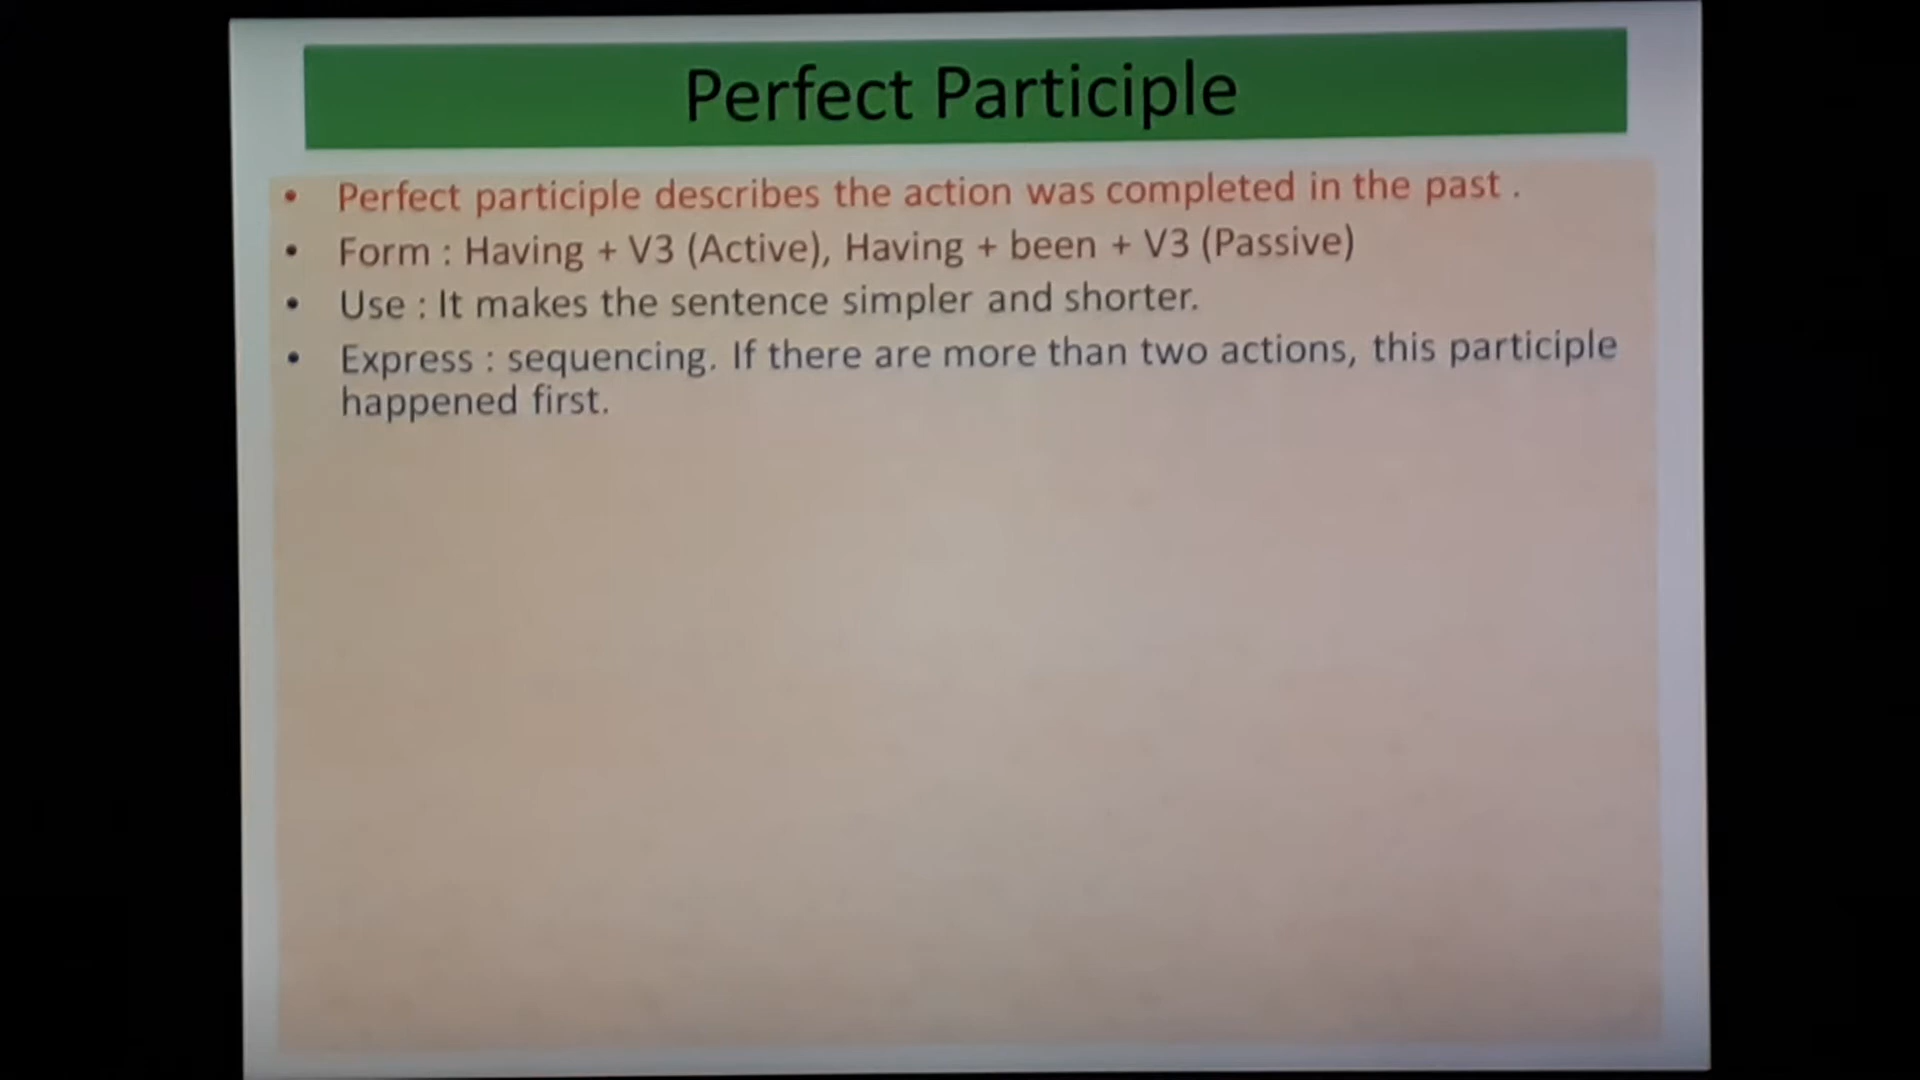 Perfect Participle
• Perfect participle describes the action was completed in the past .
• Form : Having + V3 (Active), Having + been + V3 (Passive)
• Use : It makes the sentence simpler and shorter.
• Express : sequencing. If there are more than two actions, this participle
happened first.